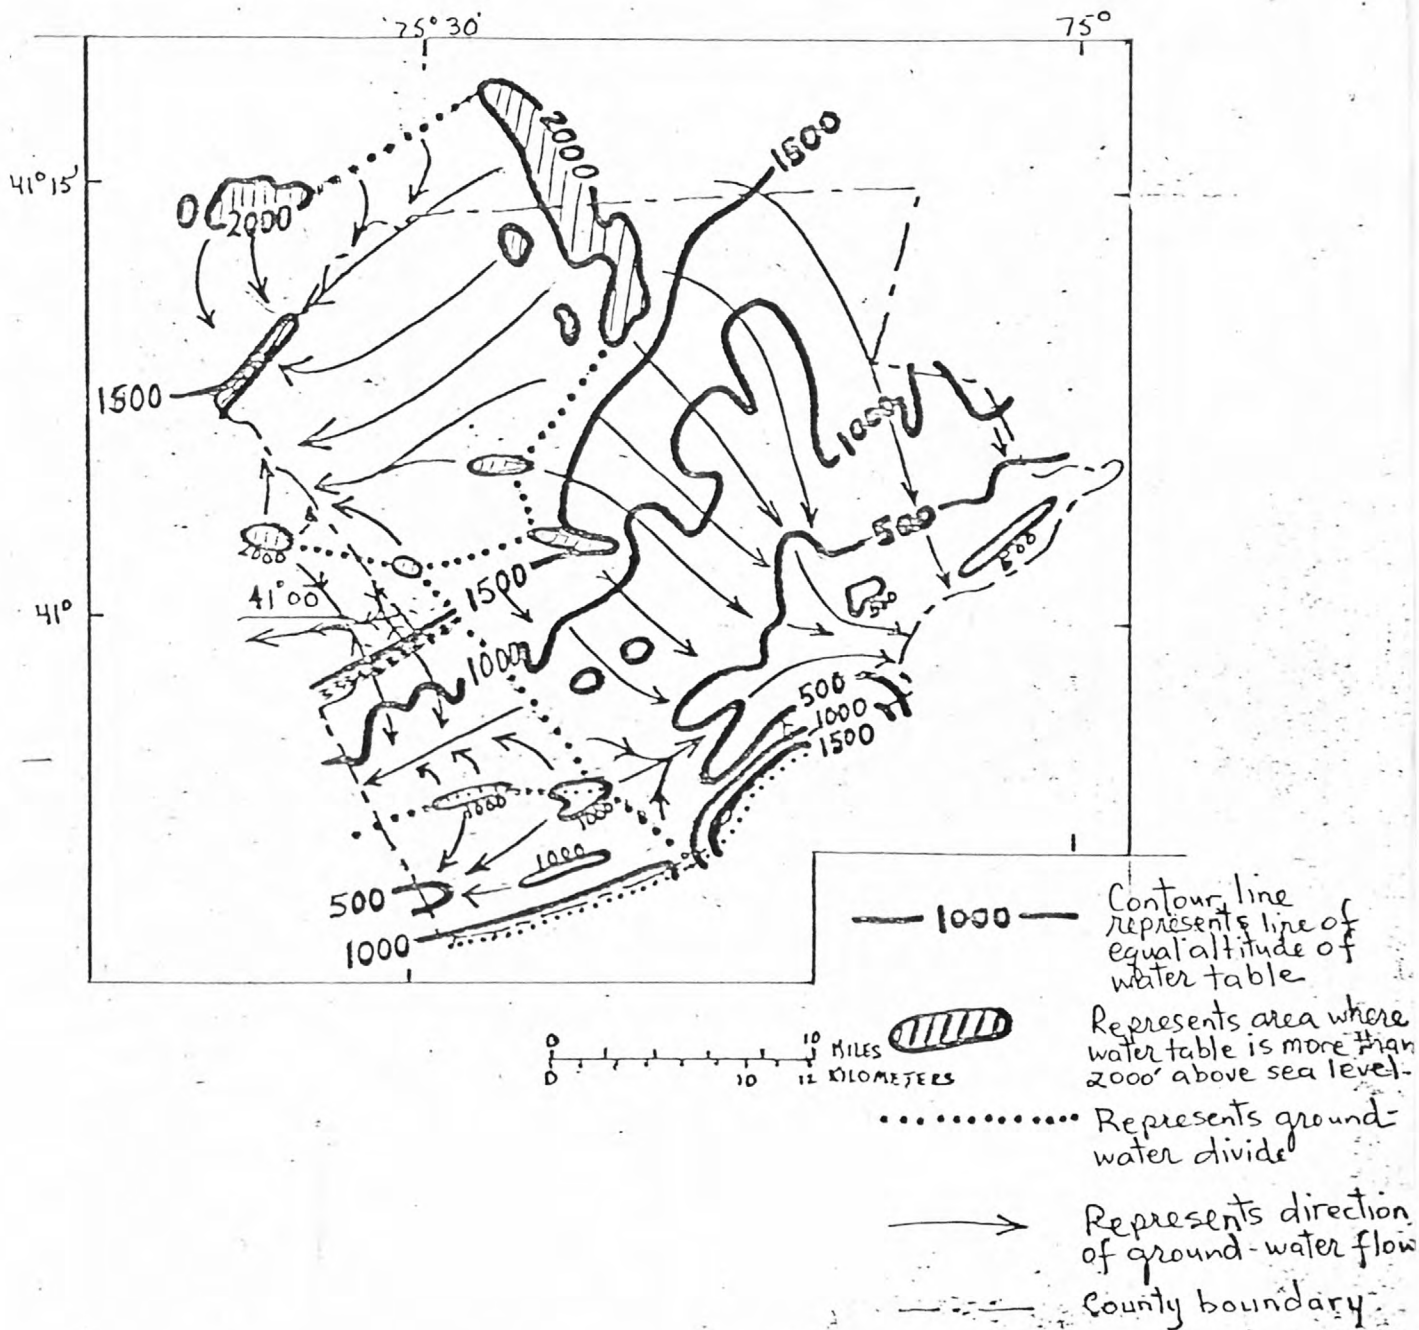 75° 30'
75°
41° 15'
2000
1500
2000
1500
1000
500
500
2000
41° 00'
41°
1500
1000
500
500
1000
1500
1000
1000
1000
500
1000
1000
Contour line
represents line of
equal altitude of
water table
Represents area where
water table is more than
2000' above sea level
Represents ground-
water divide
Represents direction
of ground-water flow
County boundary
0 10 MILES
0 10 12 KILOMETERS